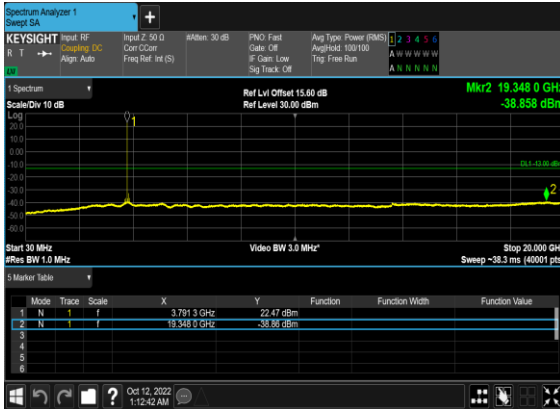 Spectrum Analyzer 1
Swept SA
+
KEYSIGHT Input: RF Input Z: 50 Ω #Atten: 30 dB PNO: Fast Avg Type: Power (RMS) 1 2 3 4 5 6
R T Coupling: DC Corr CCorr Gate: Off Avg|Hold: 100/100 A W W W W W
Align: Auto Freq Ref: Int (S) IF Gain: Low Trig: Free Run
Sig Track: Off A N N N N N
1 Spectrum Ref Lvl Offset 15.60 dB Mkr2 19.348 0 GHz
Scale/Div 10 dB Ref Level 30.00 dBm -38.858 dBm
Log
1
20.0
10.0
0.00
-10.0 DL1 -13.00 dBm
-20.0
-30.0
2
-40.0
-50.0
-60.0
Start 30 MHz Video BW 3.0 MHz* Stop 20.000 GHz
#Res BW 1.0 MHz Sweep ~38.3 ms (40001 pts)
5 Marker Table
Mode Trace Scale X Y Function Function Width Function Value
1 N 1 f 3.791 3 GHz 22.47 dBm
2 N 1 f 19.348 0 GHz -38.86 dBm
3
4
5
6
? Oct 12, 2022
1:12:42 AM